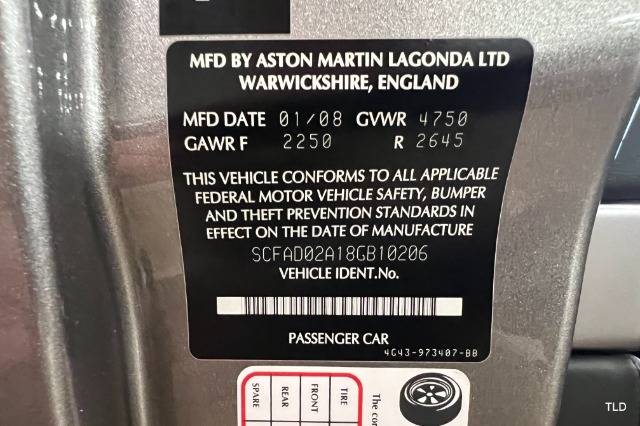 MFD BY ASTON MARTIN LAGONDA LTD
WARWICKSHIRE, ENGLAND
MFD DATE 01/08 GVWR 4750
GAWR F 2250 R 2645
THIS VEHICLE CONFORMS TO ALL APPLICABLE
FEDERAL MOTOR VEHICLE SAFETY, BUMPER
AND THEFT PREVENTION STANDARDS IN
EFFECT ON THE DATE OF MANUFACTURE
SCFAD02A18GB10206
VEHICLE IDENT.No.
PASSENGER CAR
4G43-973407-BB
TIRE
FRONT
REAR
SPARE
The com
TLD